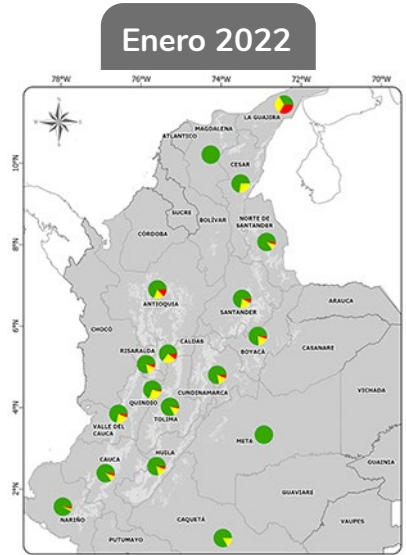 Enero 2022
78°W
76°W
74°W
72°W
70°W
LA GUAJIRA
MAGDALENA
ATLANTICO
10°N
CESAR
SUCRE
BOLÍVAR
NORTE DE
SANTANDER
CÓRDOBA
8°N
ANTIOQUIA
SANTANDER
ARAUCA
6°N
CHOCÓ
CALDAS
BOYACÁ
CASANARE
RISARALDA
CUNDINAMARCA
VICHADA
QUINDIO
4°N
TOLIMA
VALLE DEL
CAUCA
META
GUAINIA
CAUCA
HUILA
2°N
GUAVIARE
NARIÑO
VAUPES
CAQUETÁ
PUTUMAYO